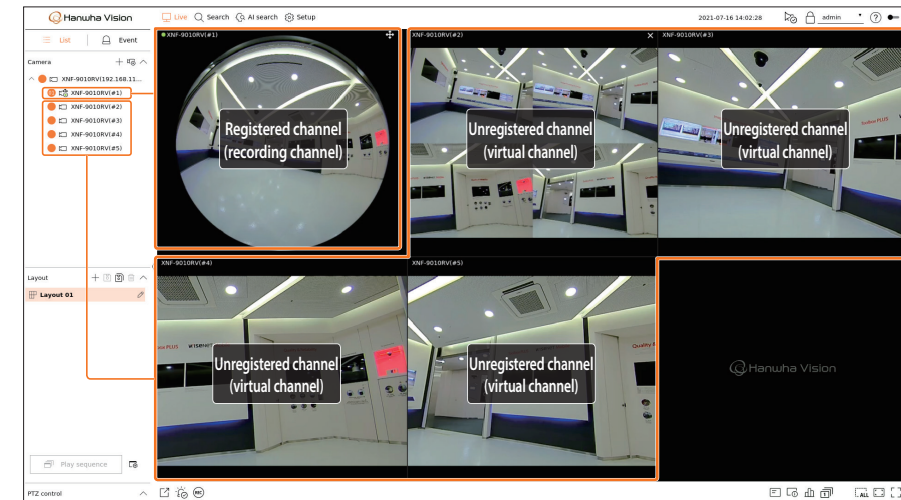 Hanwha Vision
Live
Search
AI search
Setup
2021-07-16 14:02:28
admin
List
Event
Camera
XNF-9010RV(192.168.11...
XNF-9010RV(#1)
XNF-9010RV(#2)
XNF-9010RV(#3)
XNF-9010RV(#4)
XNF-9010RV(#5)
Layout
Layout 01
Play sequence
PTZ control
XNF-9010RV(#1)
Registered channel
(recording channel)
XNF-9010RV(#2)
Unregistered channel
(virtual channel)
XNF-9010RV(#3)
Unregistered channel
(virtual channel)
XNF-9010RV(#4)
Unregistered channel
(virtual channel)
XNF-9010RV(#5)
Unregistered channel
(virtual channel)
Hanwha Vision
REC
ALL